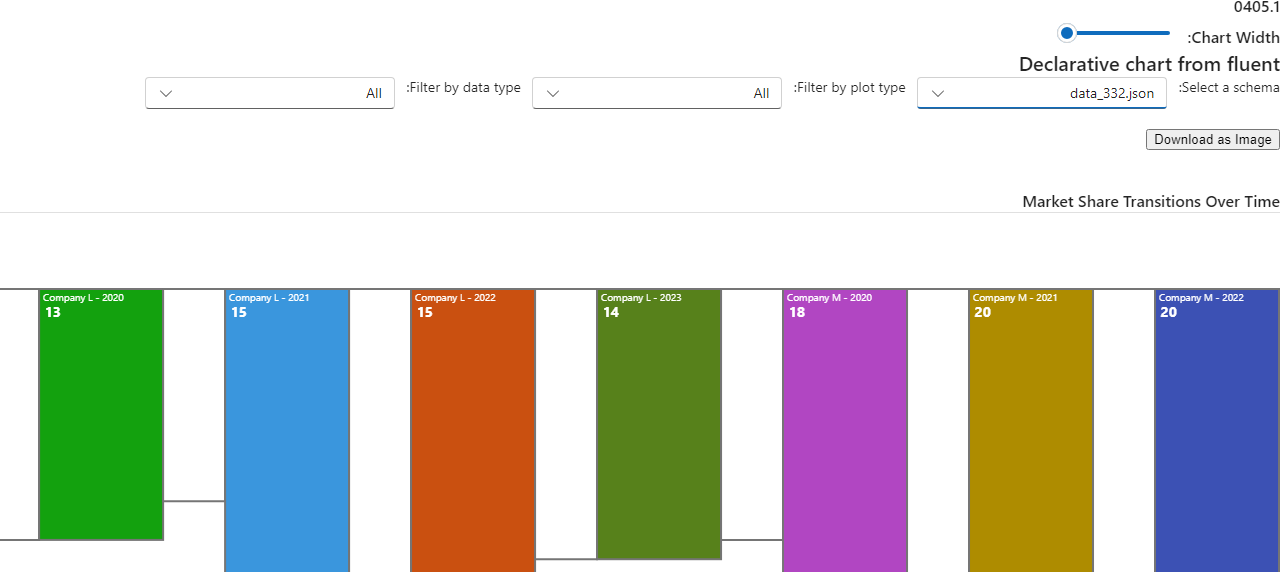 0405.1
:Chart Width
Declarative chart from fluent
:Select a schema
data_332.json
:Filter by plot type
All
:Filter by data type
All
Download as Image
Market Share Transitions Over Time
Company L - 2020
13
Company L - 2021
15
Company L - 2022
15
Company L - 2023
14
Company M - 2020
18
Company M - 2021
20
Company M - 2022
20